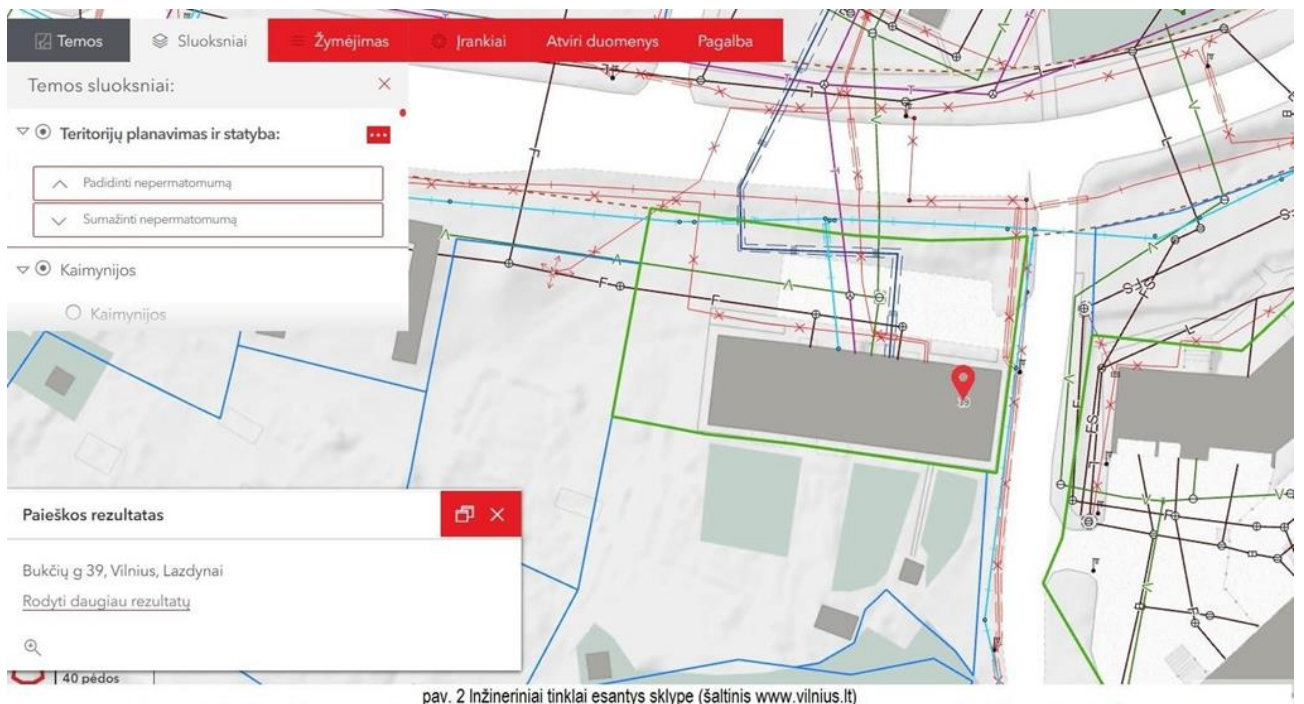 Temos Sluoksniai Žymėjimas Įrankiai Atviri duomenys Pagalba
Temos sluoksniai:
Teritorijų planavimas ir statyba:
Padidinti nepermatomumą
Sumažinti nepermatomumą
Kaimynijos
Kaimynijos
39
Paieškos rezultatas
Bukčių g 39, Vilnius, Lazdynai
Rodyti daugiau rezultatų
40 pėdos
pav. 2 Inžineriniai tinklai esantys sklype (šaltinis www.vilnius.lt)